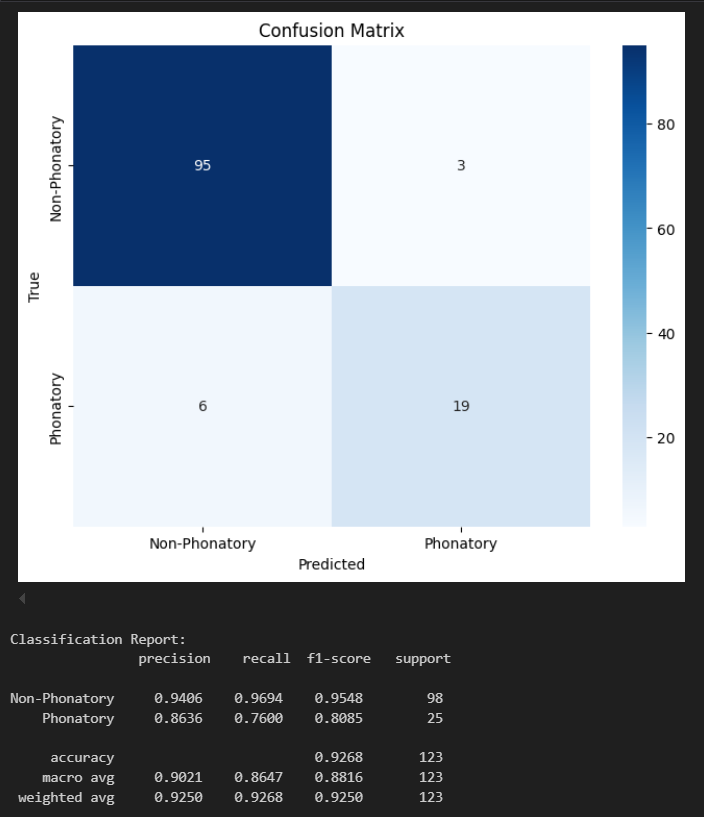 Confusion Matrix
Non-Phonatory
95
3
80
60
True
Phonatory
6
19
40
20
Non-Phonatory Phonatory
Predicted
Classification Report:
precision recall f1-score support
Non-Phonatory 0.9406 0.9694 0.9548 98
Phonatory 0.8636 0.7600 0.8085 25
accuracy 0.9268 123
macro avg 0.9021 0.8647 0.8816 123
weighted avg 0.9250 0.9268 0.9250 123